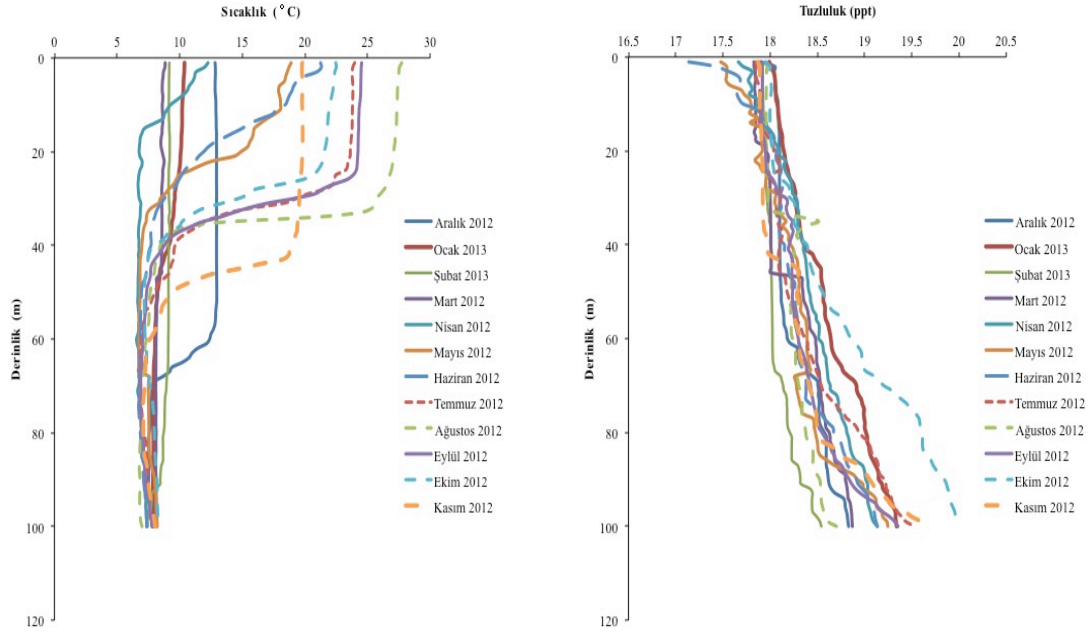 Sıcaklık (°C)
0 5 10 15 20 25 30
0
20
40
60
80
100
120
Derinlik (m)
Aralık 2012
Ocak 2013
Şubat 2013
Mart 2012
Nisan 2012
Mayıs 2012
Haziran 2012
Temmuz 2012
Ağustos 2012
Eylül 2012
Ekim 2012
Kasım 2012
Tuzluluk (ppt)
16.5 17 17.5 18 18.5 19 19.5 20 20.5
0
20
40
60
80
100
120
Derinlik (m)
Aralık 2012
Ocak 2013
Şubat 2013
Mart 2012
Nisan 2012
Mayıs 2012
Haziran 2012
Temmuz 2012
Ağustos 2012
Eylül 2012
Ekim 2012
Kasım 2012